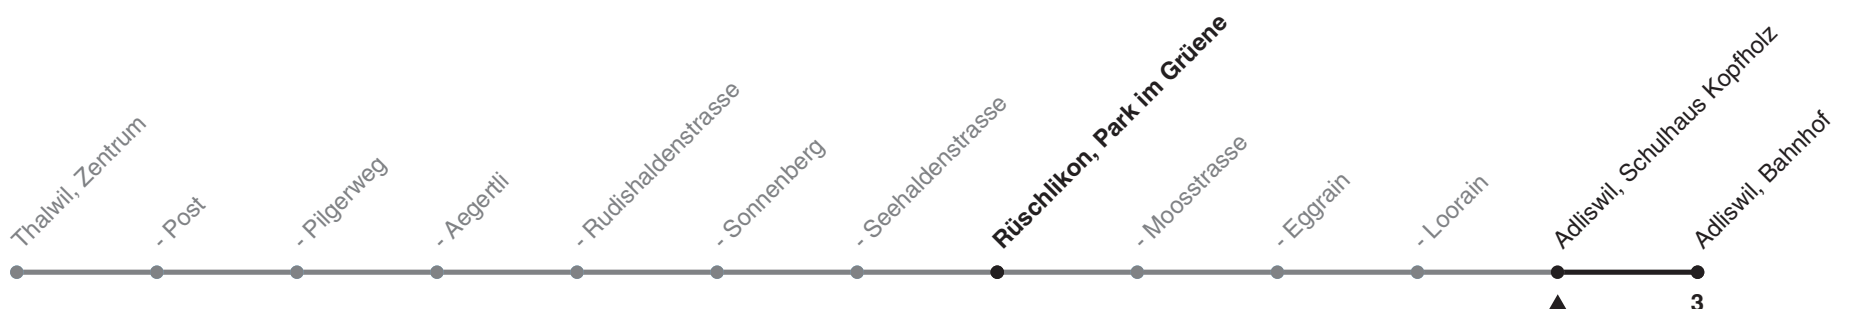 Thalwil, Zentrum
- Post
- Pilgerweg
- Aegertli
- Rudishaldenstrasse
- Sonnenberg
- Seehaldenstrasse
Rüschlikon, Park im Grüene
- Moosstrasse
- Eggrain
- Loorain
Adliswil, Schulhaus Kopfholz
Adliswil, Bahnhof
3